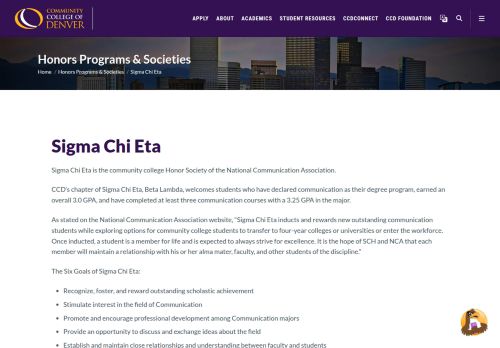 COMMUNITY
COLLEGE OF
DENVER
APPLY ABOUT ACADEMICS STUDENT RESOURCES CCDCONNECT CCD FOUNDATION
Honors Programs & Societies
Home / Honors Programs & Societies / Sigma Chi Eta
Sigma Chi Eta
Sigma Chi Eta is the community college Honor Society of the National Communication Association.
CCD's chapter of Sigma Chi Eta, Beta Lambda, welcomes students who have declared communication as their degree program, earned an
overall 3.0 GPA, and have completed at least three communication courses with a 3.25 GPA in the major.
As stated on the National Communication Association website, "Sigma Chi Eta inducts and rewards new outstanding communication
students while exploring options for community college students to transfer to four-year colleges or universities or enter the workforce.
Once inducted, a student is a member for life and is expected to always strive for excellence. It is the hope of SCH and NCA that each
member will maintain a relationship with his or her alma mater, faculty, and other students of the discipline."
The Six Goals of Sigma Chi Eta:
• Recognize, foster, and reward outstanding scholastic achievement
• Stimulate interest in the field of Communication
• Promote and encourage professional development among Communication majors
• Provide an opportunity to discuss and exchange ideas about the field
• Establish and maintain close relationships and understanding between faculty and students